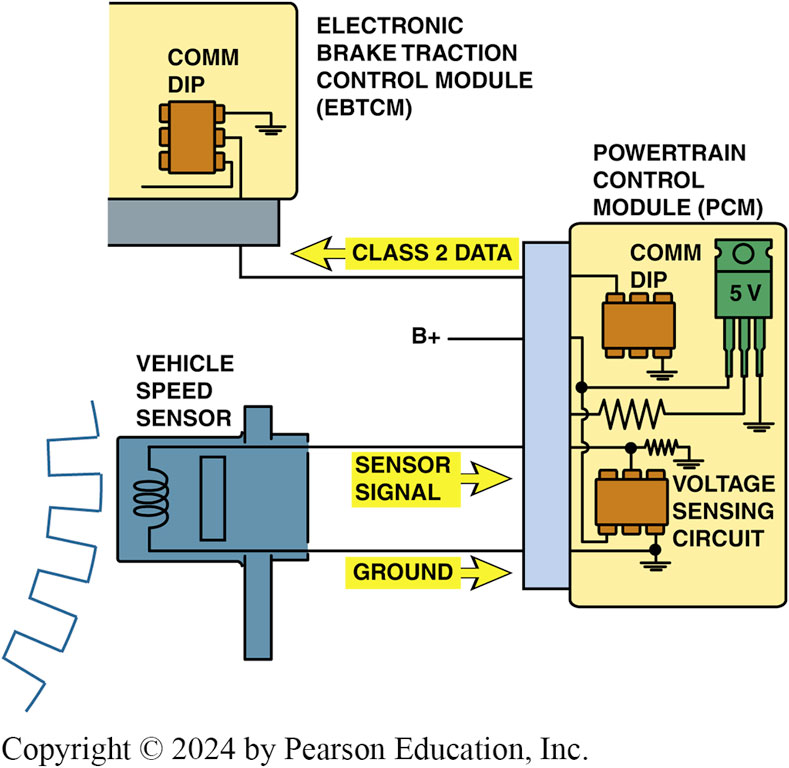 ELECTRONIC
BRAKE TRACTION
CONTROL MODULE
(EBTCM)
COMM
DIP
POWERTRAIN
CONTROL
MODULE (PCM)
CLASS 2 DATA
COMM
DIP
5 V
B+
VEHICLE
SPEED
SENSOR
SENSOR
SIGNAL
VOLTAGE
SENSING
CIRCUIT
GROUND
Copyright © 2024 by Pearson Education, Inc.